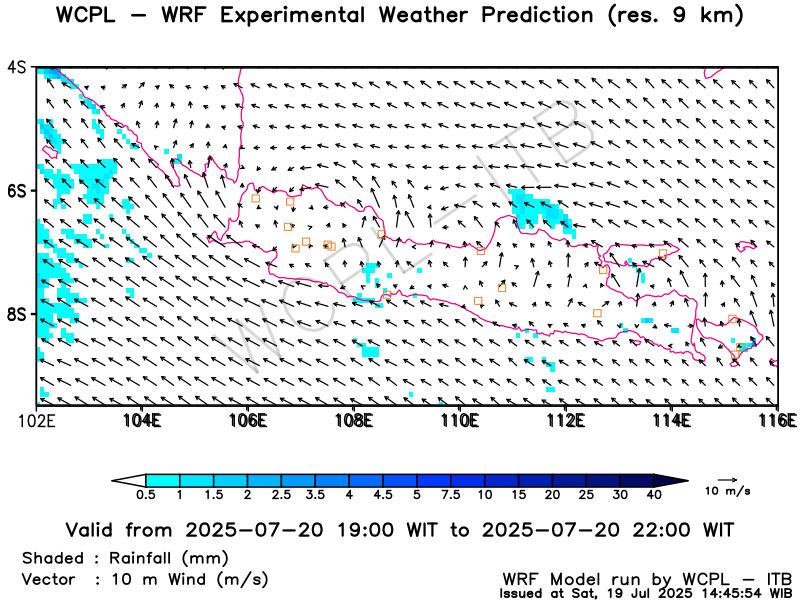 WCPL – WRF Experimental Weather Prediction (res. 9 km)
4S
6S
8S
102E 104E 106E 108E 110E 112E 114E 116E
WCPL–ITB
0.5 1 1.5 2 2.5 3.5 4 4.5 5 7.5 10 15 20 25 30 40
10 m/s
Valid from 2025-07-20 19:00 WIT to 2025-07-20 22:00 WIT
Shaded : Rainfall (mm)
Vector : 10 m Wind (m/s)
WRF Model run by WCPL – ITB
Issued at Sat, 19 Jul 2025 14:45:54 WIB